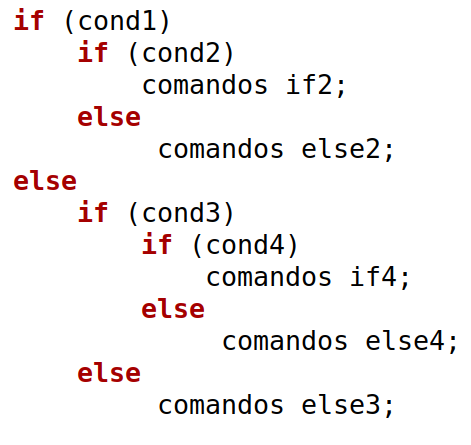 if (cond1)
    if (cond2)
        comandos if2;
    else
         comandos else2;
else
    if (cond3)
        if (cond4)
            comandos if4;
        else
             comandos else4;
    else
         comandos else3;